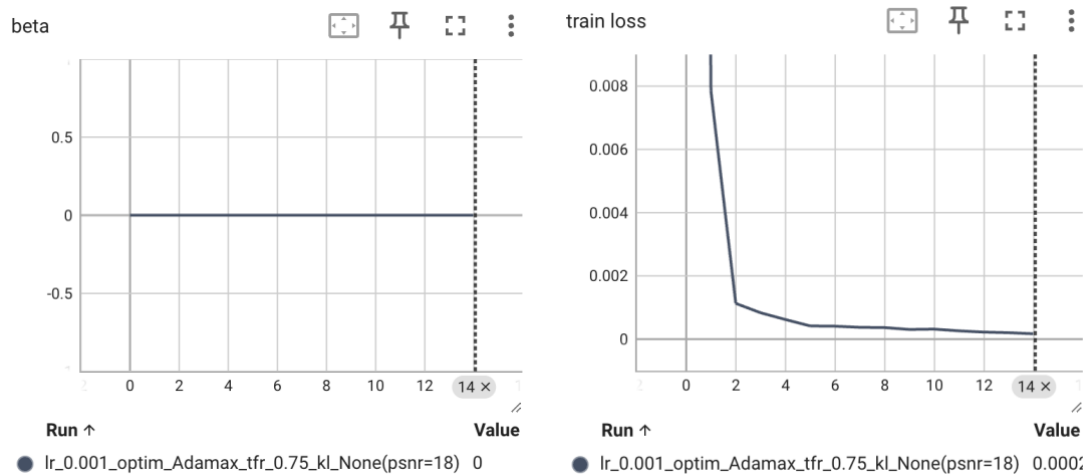 beta
0.5
0
-0.5
0 2 4 6 8 10 12 14 ×
Run ↑ Value
lr_0.001_optim_Adamax_tfr_0.75_kl_None(psnr=18) 0
train loss
0.008
0.006
0.004
0.002
0
0 2 4 6 8 10 12 14 ×
Run ↑ Value
lr_0.001_optim_Adamax_tfr_0.75_kl_None(psnr=18)